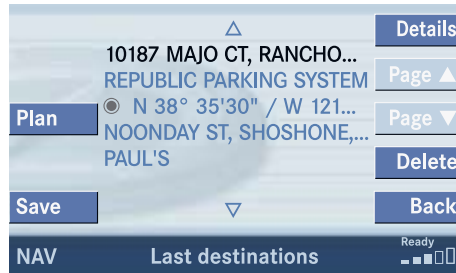 Details
10187 MAJO CT, RANCHO...
REPUBLIC PARKING SYSTEM
Page
N 38° 35'30" / W 121...
Plan
Page
NOONDAY ST, SHOSHONE,...
PAUL'S
Delete
Save
Back
NAV
Last destinations
Ready